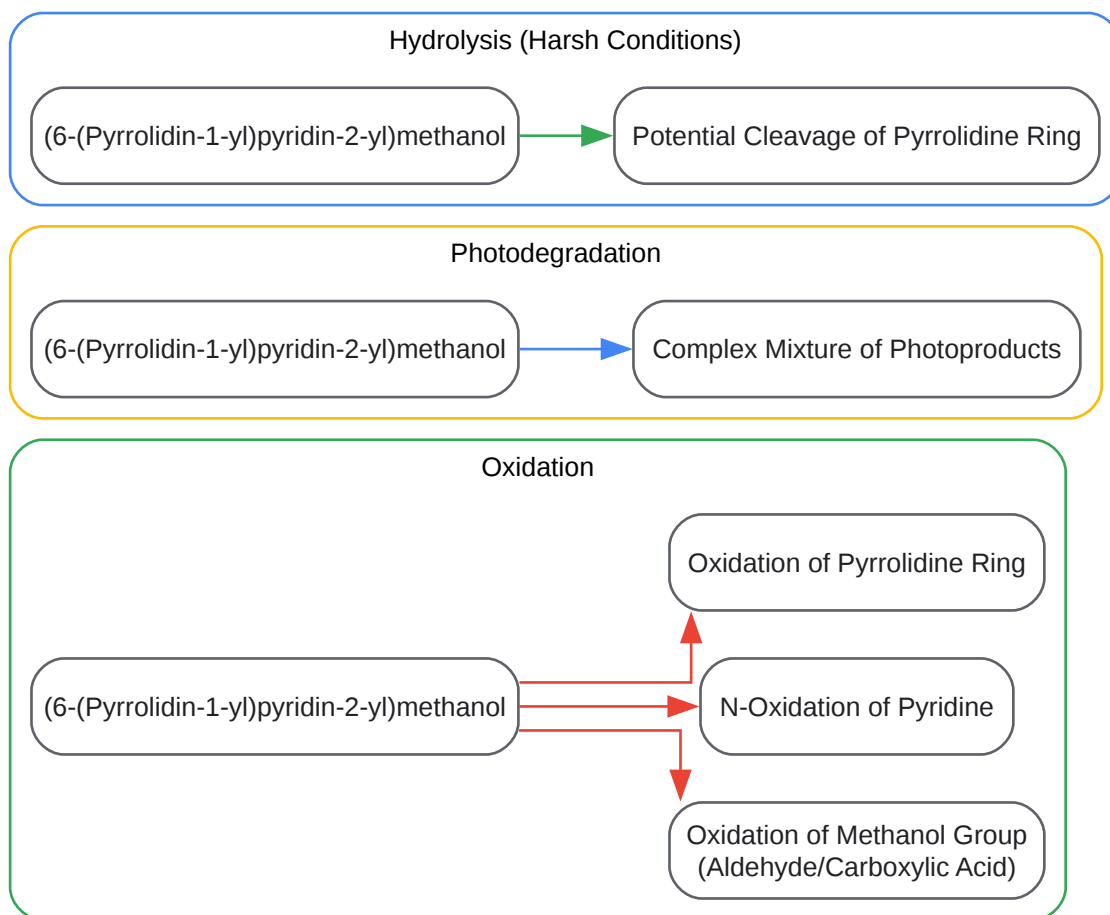 Hydrolysis (Harsh Conditions)
(6-(Pyrrolidin-1-yl)pyridin-2-yl)methanol
Potential Cleavage of Pyrrolidine Ring
Photodegradation
(6-(Pyrrolidin-1-yl)pyridin-2-yl)methanol
Complex Mixture of Photoproducts
Oxidation
Oxidation of Pyrrolidine Ring
(6-(Pyrrolidin-1-yl)pyridin-2-yl)methanol
N-Oxidation of Pyridine
Oxidation of Methanol Group
(Aldehyde/Carboxylic Acid)